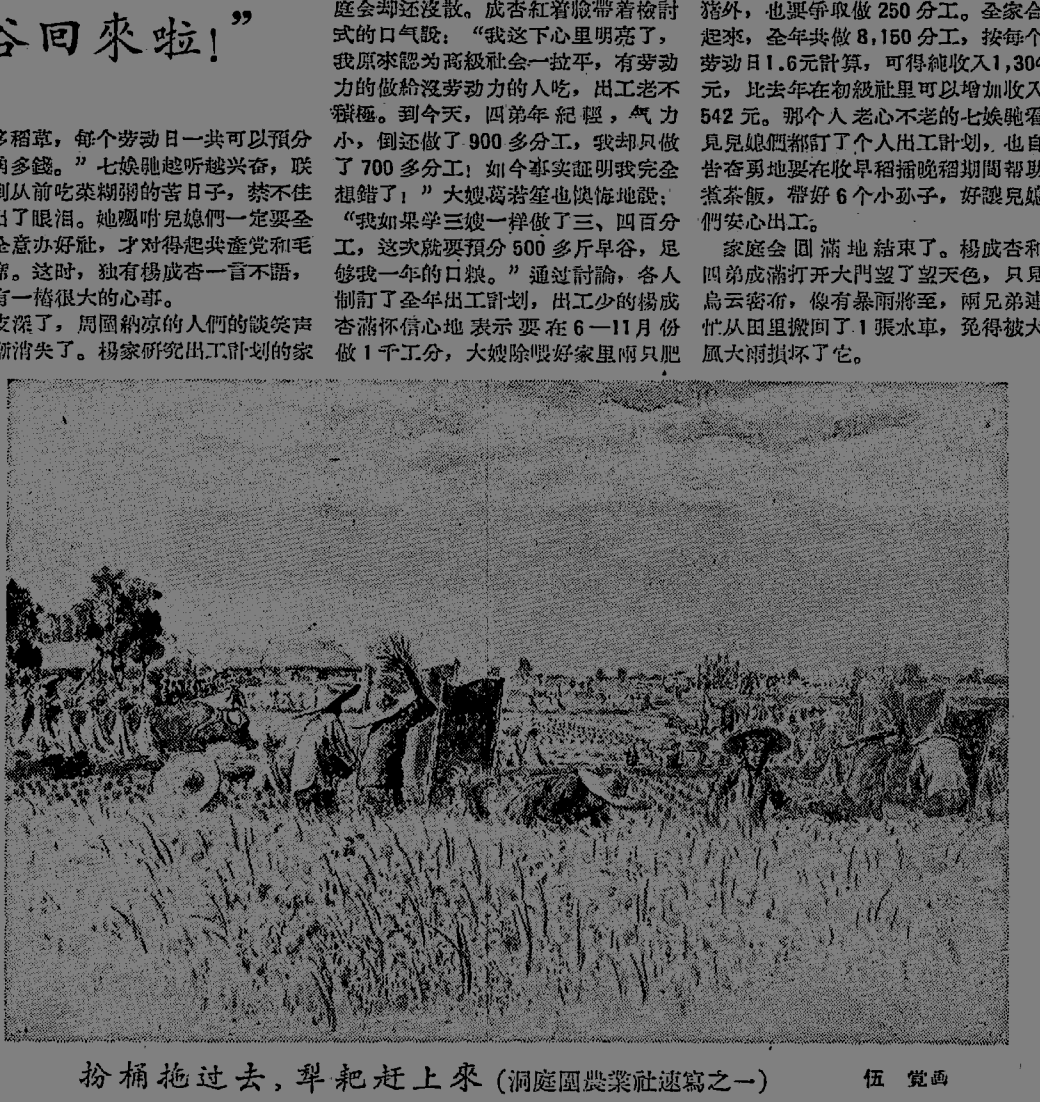 谷回來啦！”
多稻草，每个劳动日一共可以預分
角多錢。”七娭毑越听越兴奋，联
到从前吃菜糊粥的苦日子，禁不住
出了眼泪。她囑咐兒媳們一定要全
全意办好社，才对得起共產党和毛
席。这时，独有楊成杏一言不語，
有一樁很大的心事。
夜深了，周圍納凉的人們的談笑声
漸消失了。楊家研究出工計划的家
庭会却还沒散。成杏紅着臉帶着檢討
式的口气說：“我这下心里明亮了，
我原來認为高級社会一拉平，有劳动
力的做給沒劳动力的人吃，出工老不
積極。到今天，四弟年紀輕，气力
小，倒还做了900多分工，我却只做
了700多分工！如今事实証明我完全
想錯了！”大嫂葛若笙也懊悔地說：
“我如果学三嫂一样做了三、四百分
工，这次就要預分500多斤早谷，足
够我一年的口粮。”通过討論，各人
制訂了全年出工計划，出工少的楊成
杏滿怀信心地表示要在6—11月份
做1千工分，大嫂除喂好家里兩只肥
猪外，也要争取做250分工。全家合
起來，全年共做8,150分工，按每个
劳动日1.6元計算，可得純收入1,304
元，比去年在初級社里可以增加收入
542元。那个人老心不老的七娭毑看
見兒媳們都訂了个人出工計划，也自
告奋勇地要在收早稻插晚稻期間帮助
煮茶飯，帶好6个小孙子，好讓兒媳
們安心出工。
家庭会圓滿地結束了。楊成杏和
四弟成滿打开大門望了望天色，只見
烏云密布，像有暴雨將至，兩兄弟連
忙从田里搬回了1張水車，免得被大
風大雨損坏了它。
扮桶拖过去，犁耙赶上來（洞庭圍農業社速寫之一）
伍 覚画